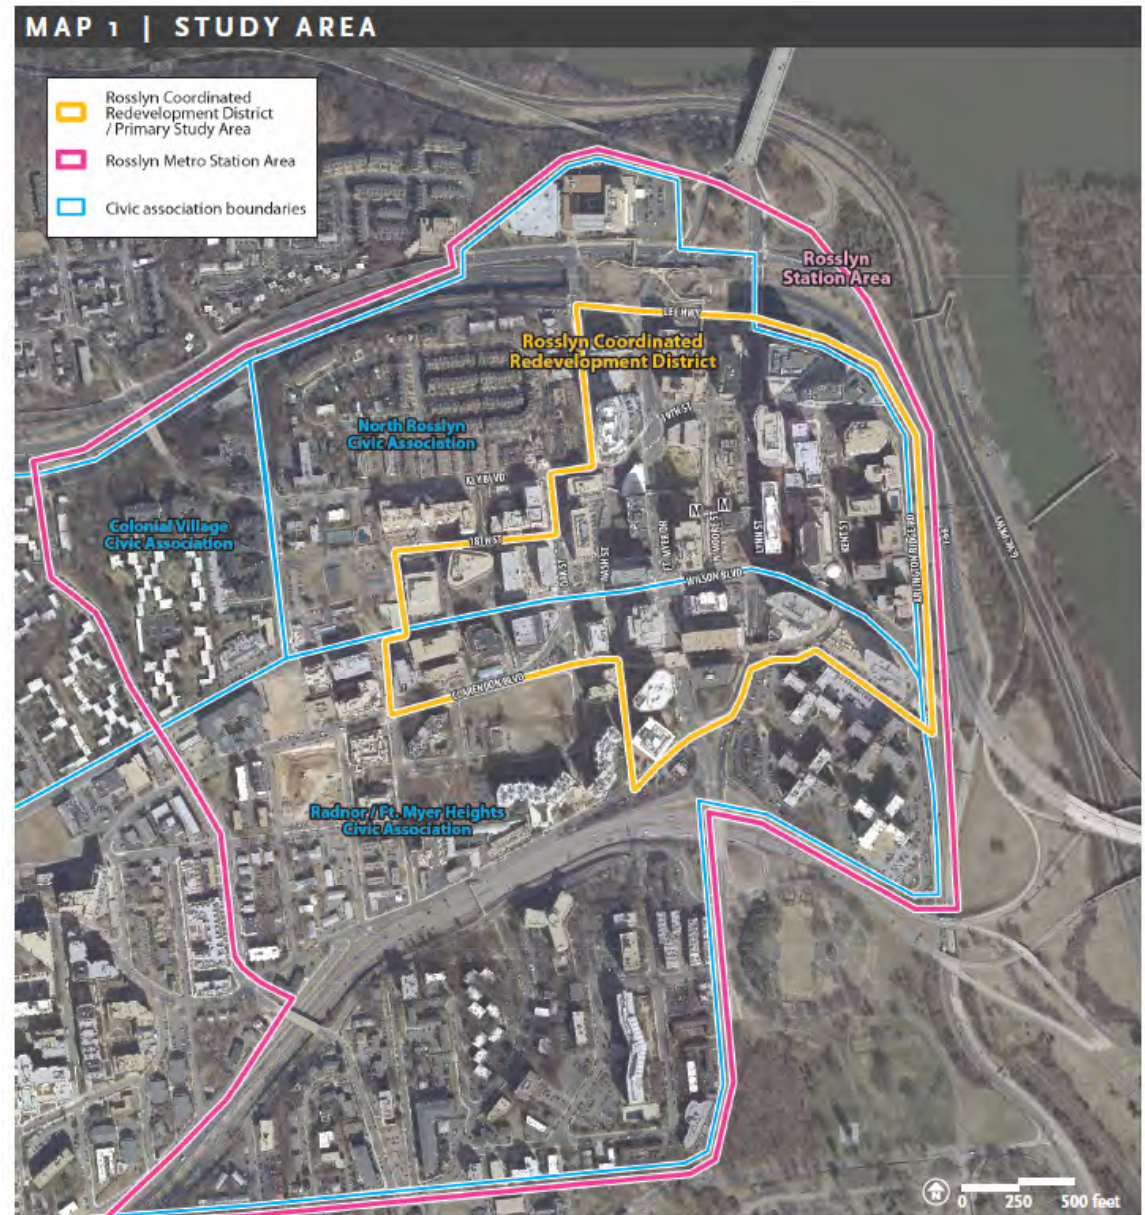 MAP 1 | STUDY AREA
Rosslyn Coordinated
Redevelopment District
/ Primary Study Area
Rosslyn Metro Station Area
Civic association boundaries
Rosslyn
Station Area
LEE HWY
Rosslyn Coordinated
Redevelopment District
19TH ST
North Rosslyn
Civic Association
KEY BLVD
Colonial Village
Civic Association
M M
18TH ST
OAK ST
NASH ST
FT. MYER DR
MOORE ST
LYNN ST
KENT ST
ARLINGTON RIDGE RD
I-66
G.W. PKWY
WILSON BLVD
CLARENDON BLVD
Radnor / Ft. Myer Heights
Civic Association
N
0 250 500 feet